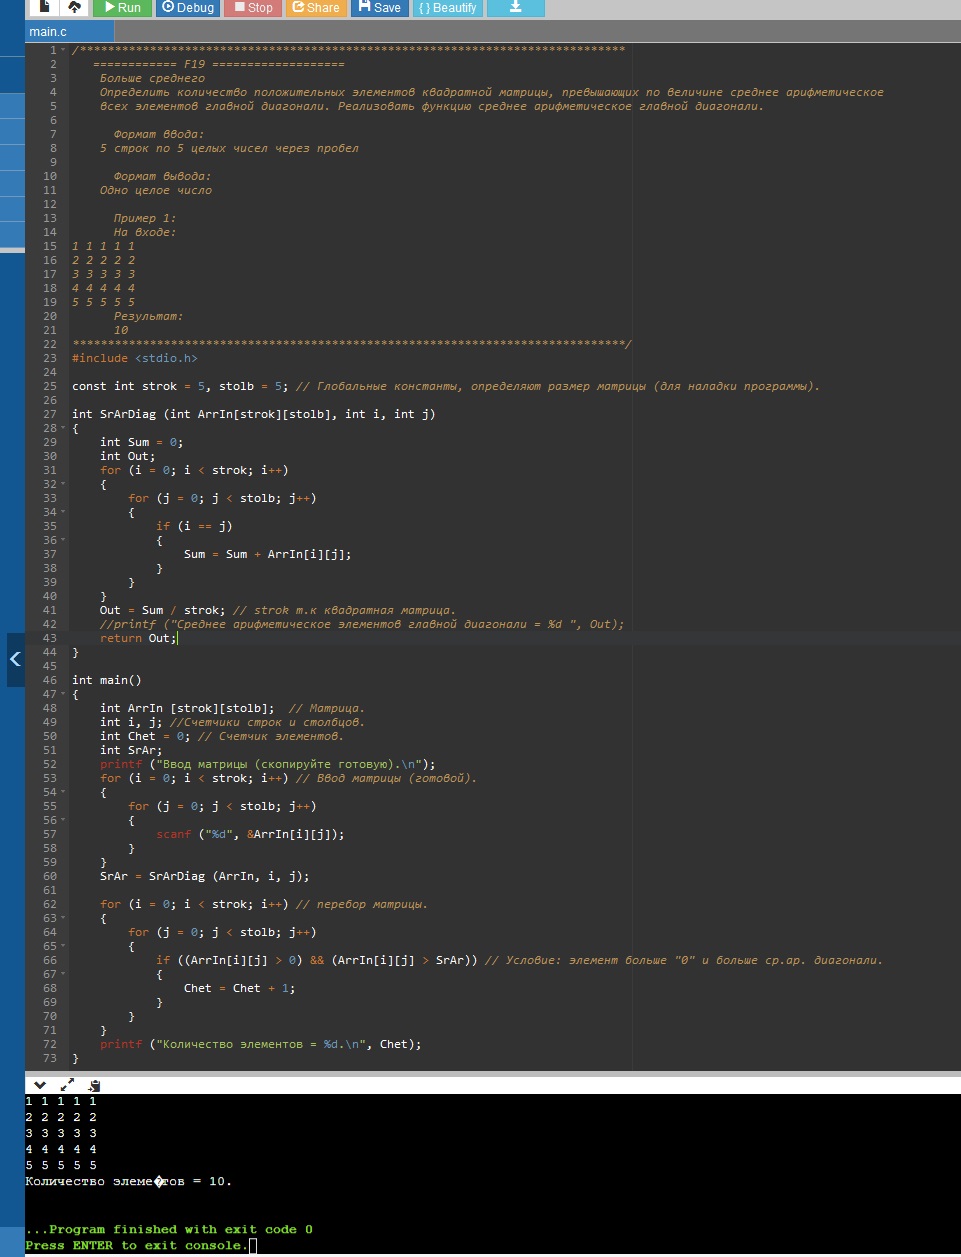 Run Debug Stop Share Save { } Beautify
main.c
1 /******************************************************************************
2 ============ F19 ===================
3 Больше среднего
4 Определить количество положительных элементов квадратной матрицы, превышающих по величине среднее арифметическое
5 всех элементов главной диагонали. Реализовать функцию среднее арифметическое главной диагонали.
6
7 Формат ввода:
8 5 строк по 5 целых чисел через пробел
9
10 Формат вывода:
11 Одно целое число
12
13 Пример 1:
14 На входе:
15 1 1 1 1 1
16 2 2 2 2 2
17 3 3 3 3 3
18 4 4 4 4 4
19 5 5 5 5 5
20 Результат:
21 10
22 *******************************************************************************/
23 #include <stdio.h>
24
25 const int strok = 5, stolb = 5; // Глобальные константы, определяют размер матрицы (для наладки программы).
26
27 int SrArDiag (int ArrIn[strok][stolb], int i, int j)
28 {
29 int Sum = 0;
30 int Out;
31 for (i = 0; i < strok; i++)
32 {
33 for (j = 0; j < stolb; j++)
34 {
35 if (i == j)
36 {
37 Sum = Sum + ArrIn[i][j];
38 }
39 }
40 }
41 Out = Sum / strok; // strok т.к квадратная матрица.
42 //printf ("Среднее арифметическое элементов главной диагонали = %d ", Out);
43 return Out;
44 }
45
46 int main()
47 {
48 int ArrIn [strok][stolb]; // Матрица.
49 int i, j; //Счетчики строк и столбцов.
50 int Chet = 0; // Счетчик элементов.
51 int SrAr;
52 printf ("Ввод матрицы (скопируйте готовую).\n");
53 for (i = 0; i < strok; i++) // Ввод матрицы (готовой).
54 {
55 for (j = 0; j < stolb; j++)
56 {
57 scanf ("%d", &ArrIn[i][j]);
58 }
59 }
60 SrAr = SrArDiag (ArrIn, i, j);
61
62 for (i = 0; i < strok; i++) // перебор матрицы.
63 {
64 for (j = 0; j < stolb; j++)
65 {
66 if ((ArrIn[i][j] > 0) && (ArrIn[i][j] > SrAr)) // Условие: элемент больше "0" и больше ср.ар. диагонали.
67 {
68 Chet = Chet + 1;
69 }
70 }
71 }
72 printf ("Количество элементов = %d.\n", Chet);
73 }
1 1 1 1 1
2 2 2 2 2
3 3 3 3 3
4 4 4 4 4
5 5 5 5 5
Количество элеме�тов = 10.
...Program finished with exit code 0
Press ENTER to exit console.